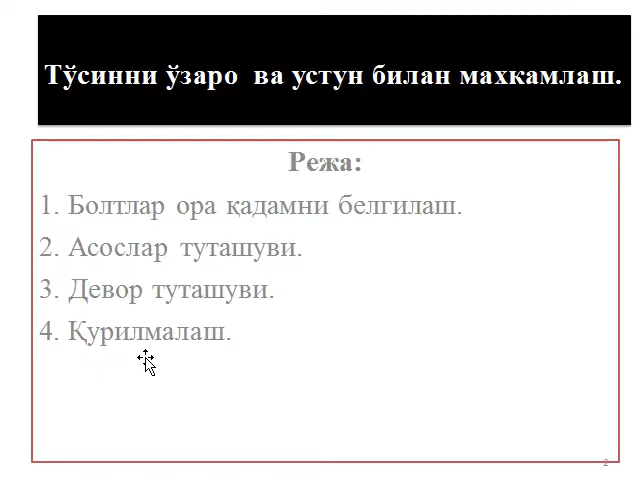 Тўсинни ўзаро ва устун билан махкамлаш.
Режа:
1. Болтлар ора қадамни белгилаш.
2. Асослар туташуви.
3. Девор туташуви.
4. Қурилмалаш.
2